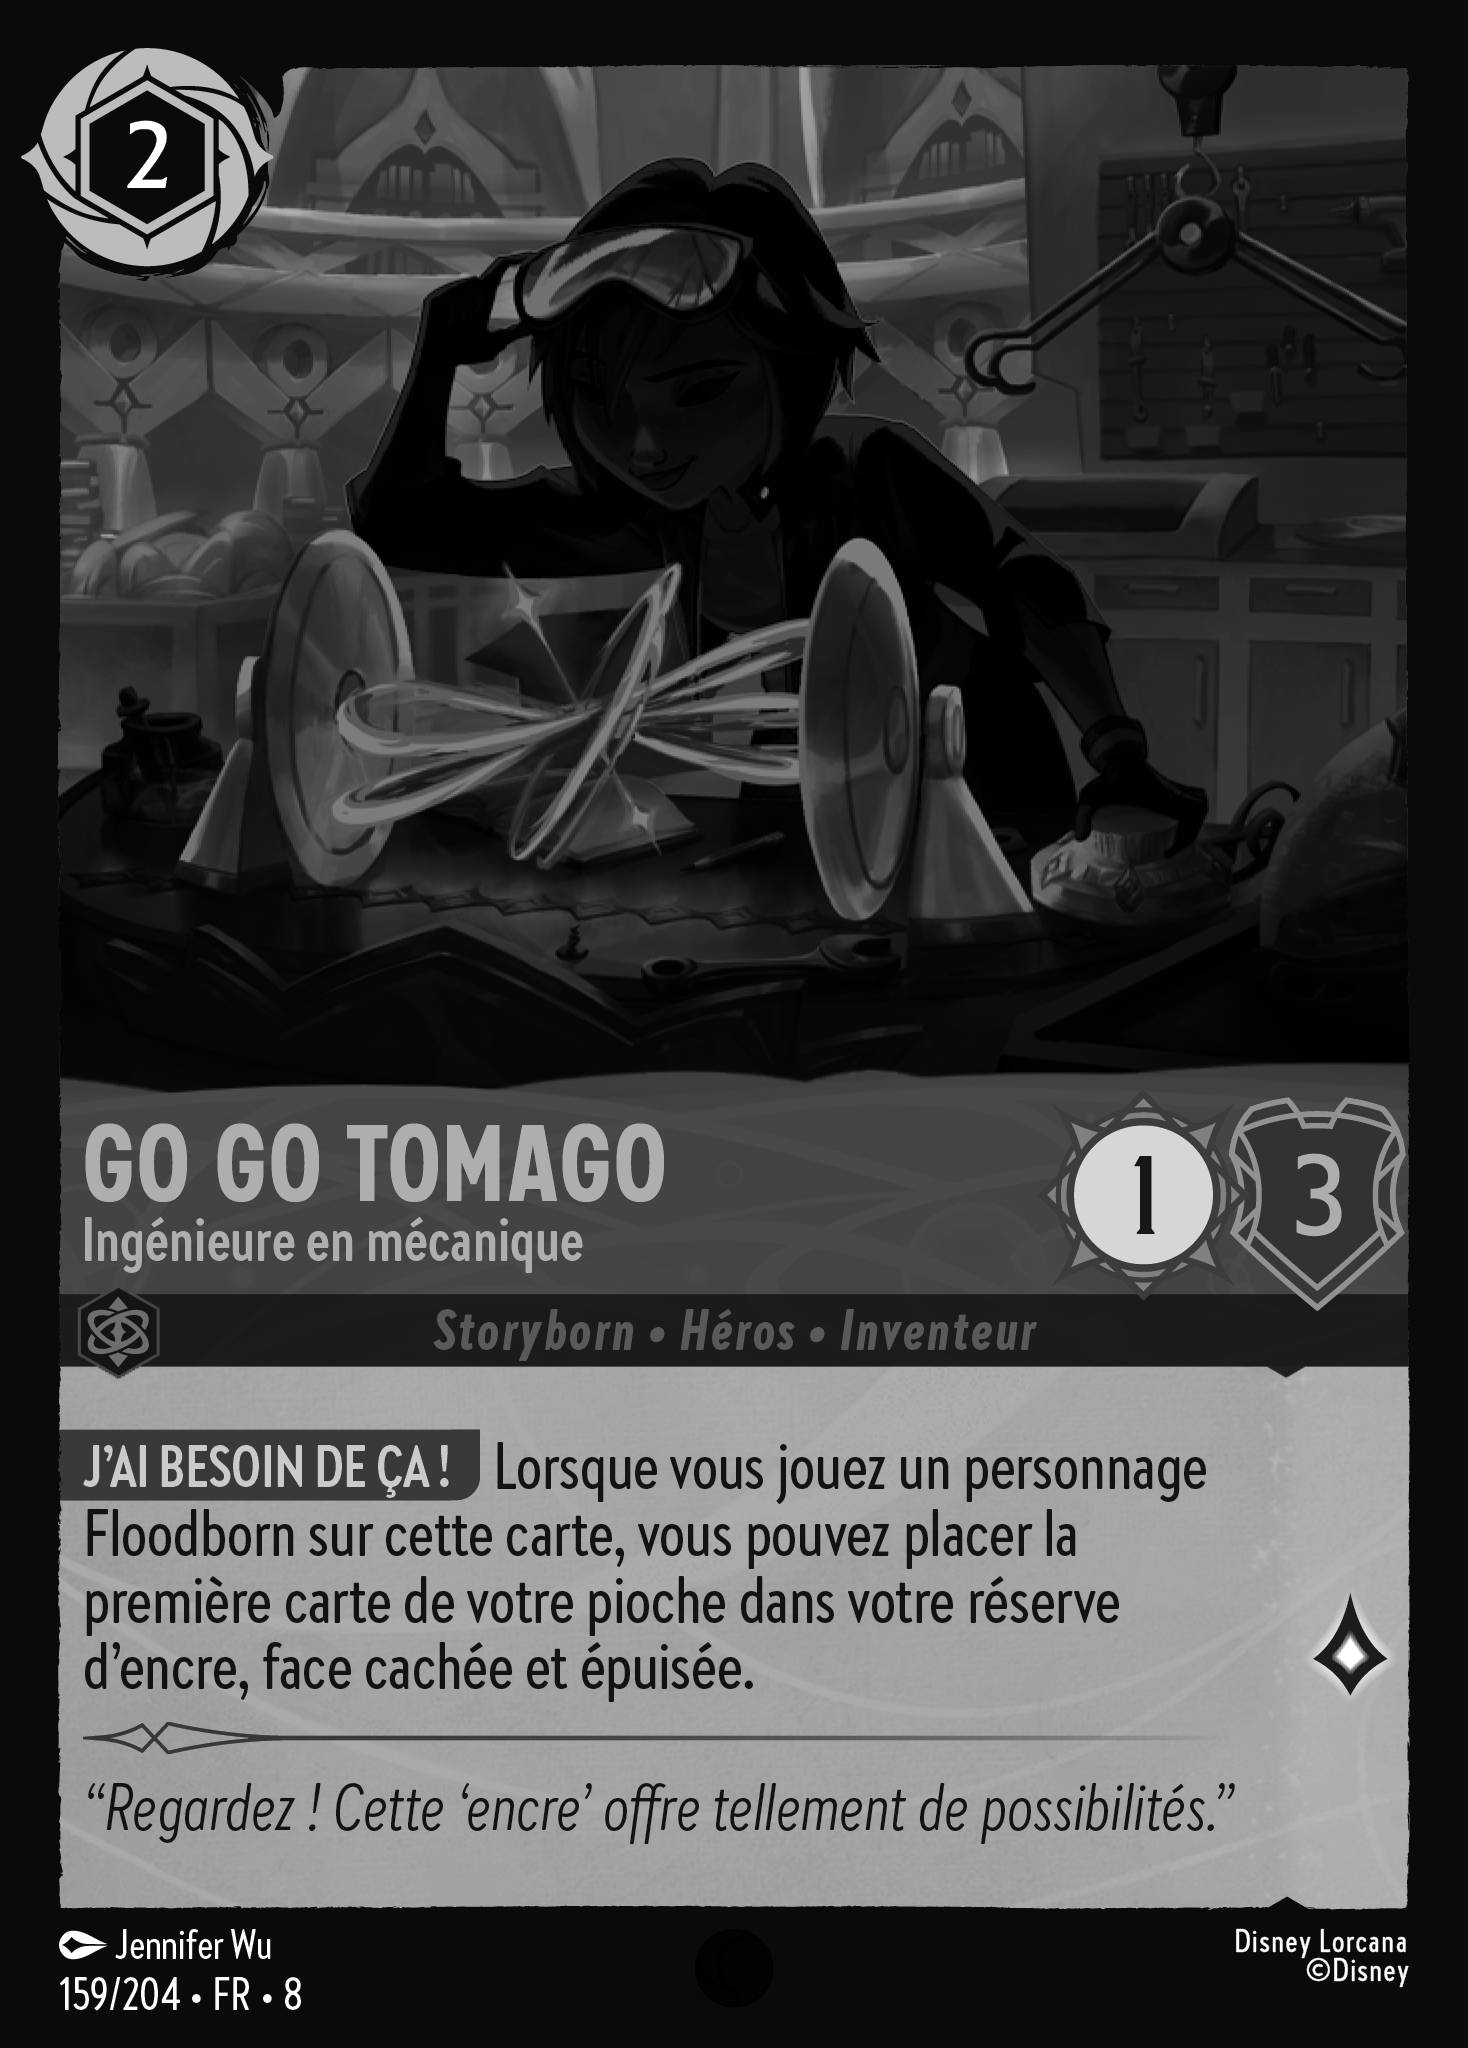 2
GO GO TOMAGO
Ingénieure en mécanique
1
3
Storyborn • Héros • Inventeur
J’AI BESOIN DE ÇA ! Lorsque vous jouez un personnage
Floodborn sur cette carte, vous pouvez placer la
première carte de votre pioche dans votre réserve
d’encre, face cachée et épuisée.
“Regardez ! Cette ‘encre’ offre tellement de possibilités.”
Jennifer Wu
159/204 • FR • 8
Disney Lorcana
©Disney